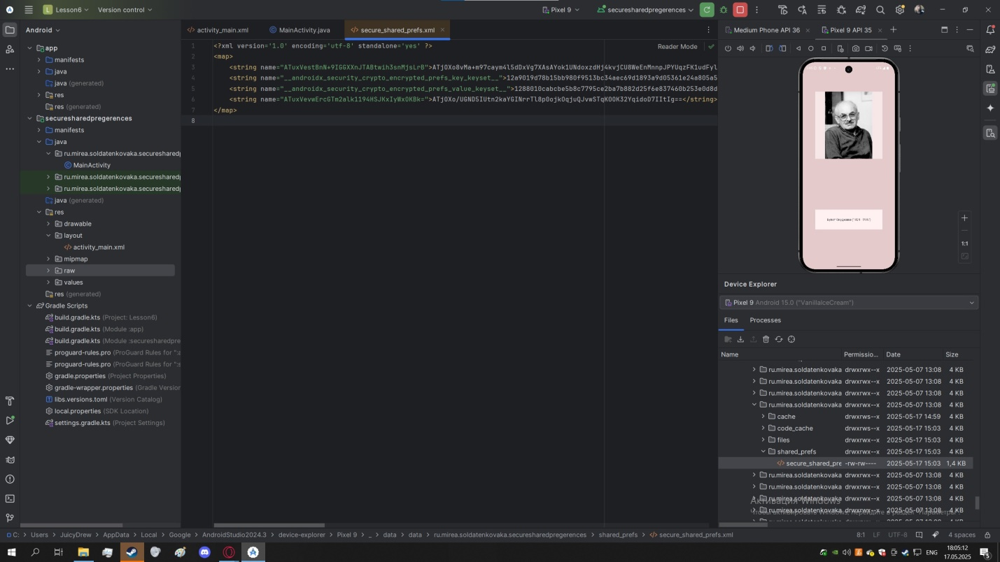 Lesson6
Version control
Pixel 9
securesharedpregerences
Android
app
manifests
java
java (generated)
res
res (generated)
securesharedpregerences
manifests
java
ru.mirea.soldatenkovaka.securesharedp
MainActivity
ru.mirea.soldatenkovaka.securesharedp
ru.mirea.soldatenkovaka.securesharedp
java (generated)
res
drawable
layout
activity_main.xml
mipmap
raw
values
res (generated)
Gradle Scripts
build.gradle.kts (Project: Lesson6)
build.gradle.kts (Module :app)
build.gradle.kts (Module :securesharedpre
proguard-rules.pro (ProGuard Rules for ":a
proguard-rules.pro (ProGuard Rules for ":s
gradle.properties (Project Properties)
gradle-wrapper.properties (Gradle Version
libs.versions.toml (Version Catalog)
local.properties (SDK Location)
settings.gradle.kts (Project Settings)
activity_main.xml
MainActivity.java
secure_shared_prefs.xml
Reader Mode
1 <?xml version='1.0' encoding='utf-8' standalone='yes' ?>
2 <map>
3 <string name="ATuxVestBnN+9IGGXXnJTABtwih3snMjsLrB">ATjOXo8vMa+m97caym4l5dDxVg7XAsAYok1UNdoxzdHj4kvjCU8WeEnMnnpJPYUqzFK1udFyl
4 <string name="__androidx_security_crypto_encrypted_prefs_key_keyset__">12a9019d78b15bb980f9513bc34aec69d1893a9d05361e24a805a5
5 <string name="__androidx_security_crypto_encrypted_prefs_value_keyset__">1288010cabcbe5b8c7795ce2ba7b882d25f6e837460b253e0d8d
6 <string name="ATuxVevwErcGTm2alk1194HSJKxIyWxOKBk=">ATjOXo/UGND5IUtn2kaYGINrrTl8p0ojkOqjuQJvwSTqK00K32YqidoD7IItIg==</string>
7 </map>
8
Medium Phone API 36
Pixel 9 API 35
Булат Окуджава (1924 - 1997)
1:1
Device Explorer
Pixel 9 Android 15.0 ("VanillaIceCream")
Files
Processes
Name Permissio... Date Size
ru.mirea.soldatenkovaka drwxrwx--x 2025-05-07 13:08 4 KB
ru.mirea.soldatenkovaka drwxrwx--x 2025-05-07 13:08 4 KB
ru.mirea.soldatenkovaka drwxrwx--x 2025-05-07 13:08 4 KB
ru.mirea.soldatenkovaka drwxrwx--x 2025-05-07 13:08 4 KB
cache drwxrws--x 2025-05-17 14:59 4 KB
code_cache drwxrws--x 2025-05-17 15:03 4 KB
files drwxrwx--x 2025-05-17 15:03 4 KB
shared_prefs drwxrwx--x 2025-05-17 15:03 4 KB
secure_shared_pre -rw-rw---- 2025-05-17 15:03 1,4 KB
ru.mirea.soldatenkovaka drwxrwx--x 2025-05-07 13:08 4 KB
ru.mirea.soldatenkovaka drwxrwx--x 2025-05-07 13:08 4 KB
ru.mirea.soldatenkovaka drwxrwx--x 2025-05-07 13:08 4 KB
Активация Windows
ru.mirea.soldatenkovaka drwxrwx--x 2025-05-07 13:08 4 KB
C: Users JuicyDrew AppData Local Google AndroidStudio2024.3 device-explorer Pixel 9 _ data data ru.mirea.soldatenkovaka.securesharedpregerences shared_prefs secure_shared_prefs.xml
8:1 LF UTF-8 4 spaces
ENG
18:05:12
17.05.2025
5